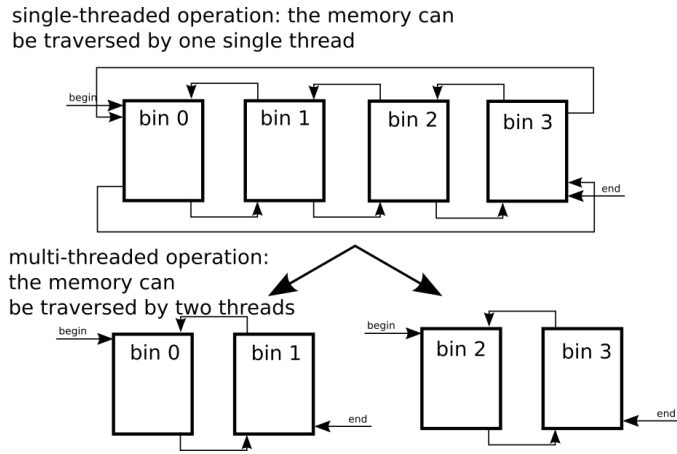 single-threaded operation: the memory can
be traversed by one single thread
begin
bin 0
bin 1
bin 2
bin 3
end
multi-threaded operation:
the memory can
be traversed by two threads
begin
bin 0
bin 1
end
begin
bin 2
bin 3
end